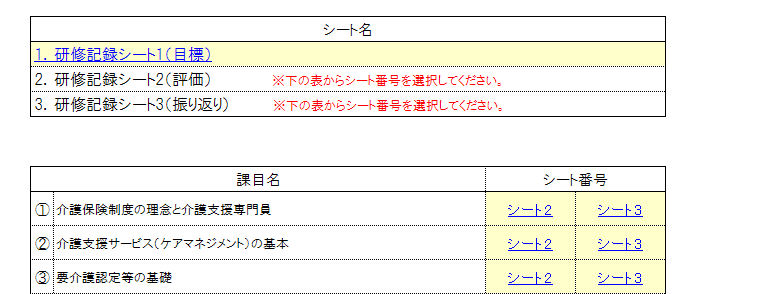 シート名
1. 研修記録シート1(目標)
2. 研修記録シート2(評価) ※下の表からシート番号を選択してください。
3. 研修記録シート3(振り返り) ※下の表からシート番号を選択してください。
課目名 シート番号
① 介護保険制度の理念と介護支援専門員 シート2 シート3
② 介護支援サービス(ケアマネジメント)の基本 シート2 シート3
③ 要介護認定等の基礎 シート2 シート3